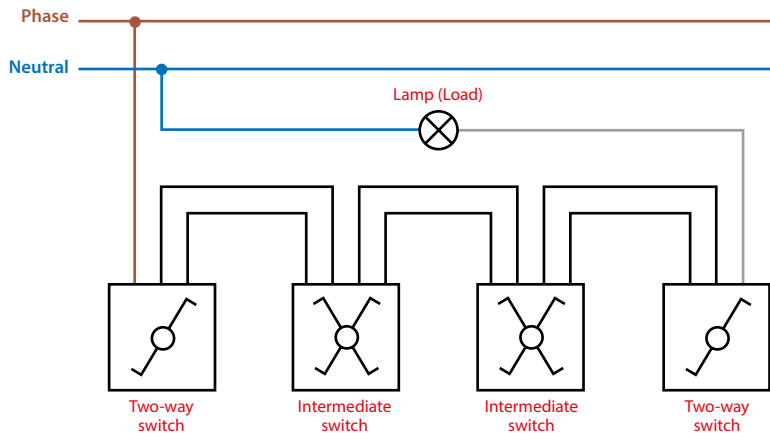 Phase
Neutral
Lamp (Load)
Two-way
switch
Intermediate
switch
Intermediate
switch
Two-way
switch